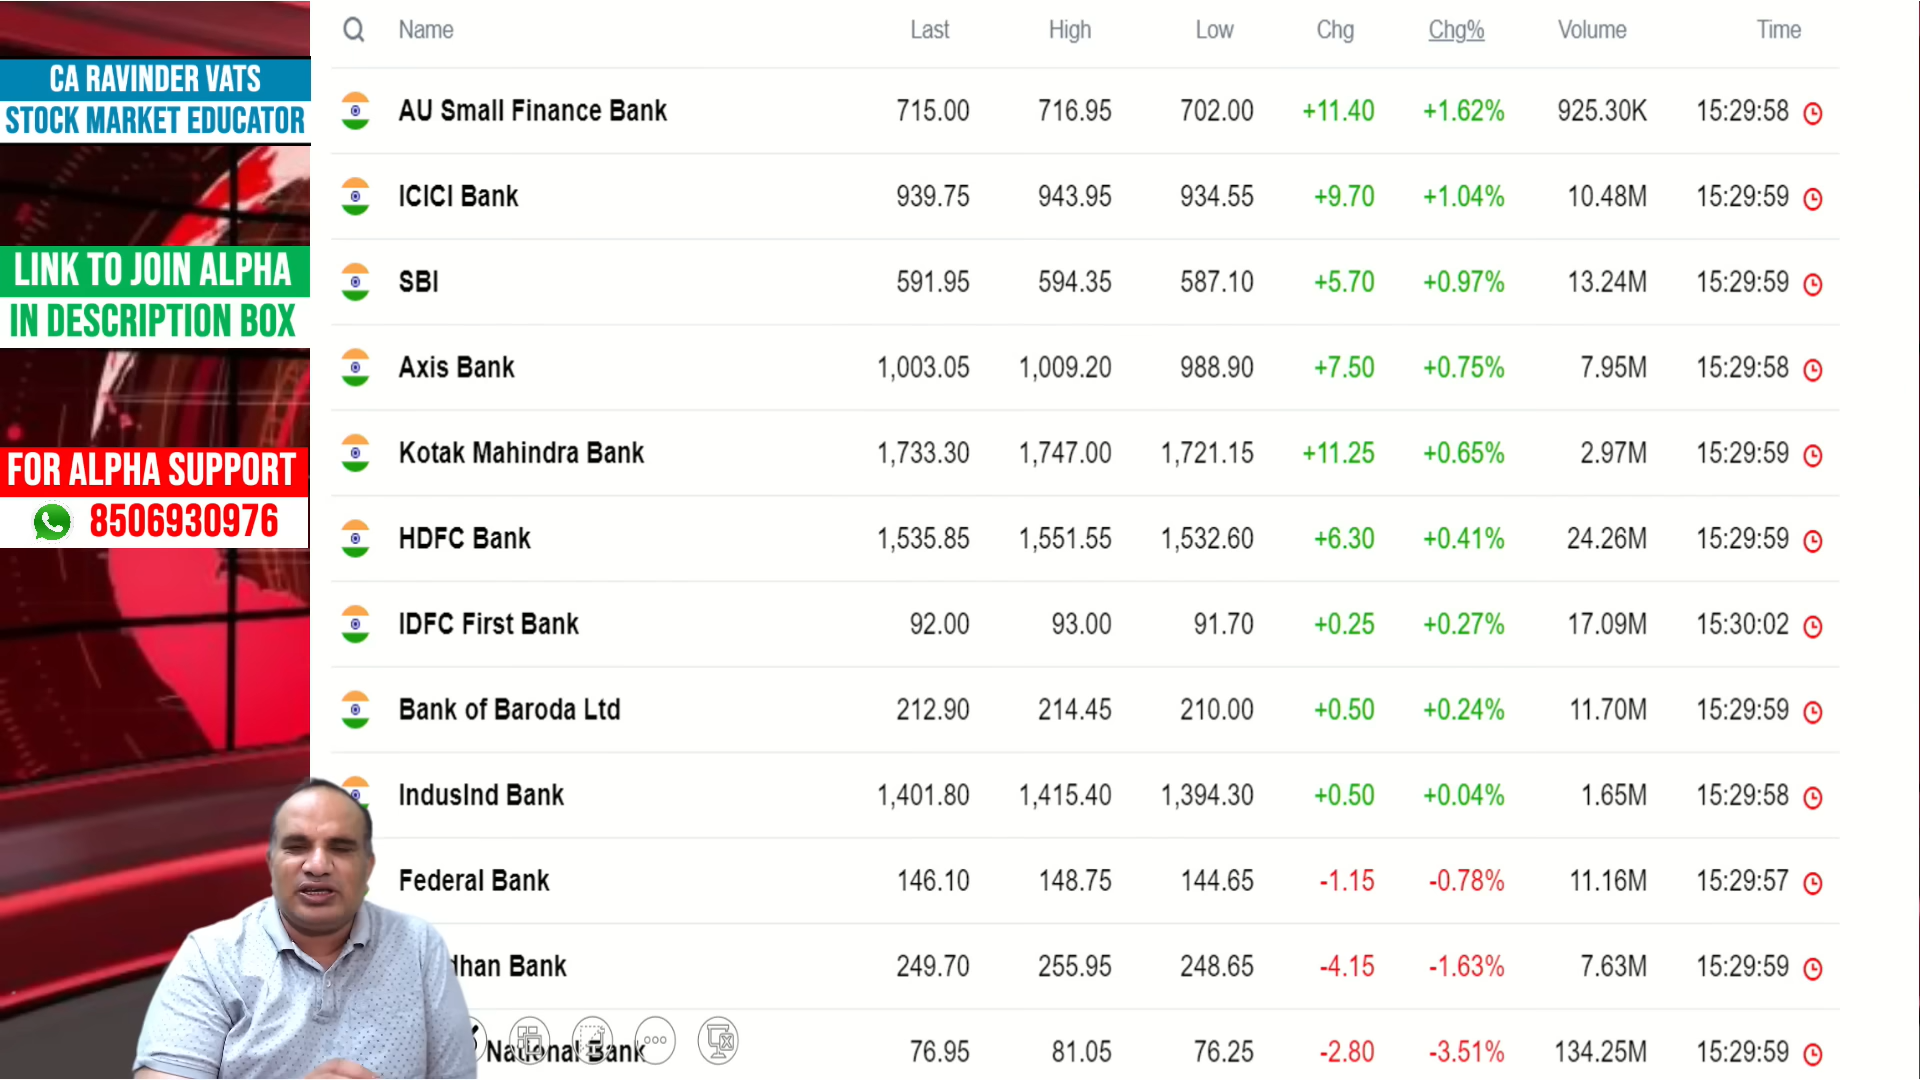 CA RAVINDER VATS
STOCK MARKET EDUCATOR
LINK TO JOIN ALPHA
IN DESCRIPTION BOX
FOR ALPHA SUPPORT
8506930976
Name Last High Low Chg Chg% Volume Time
AU Small Finance Bank 715.00 716.95 702.00 +11.40 +1.62% 925.30K 15:29:58
ICICI Bank 939.75 943.95 934.55 +9.70 +1.04% 10.48M 15:29:59
SBI 591.95 594.35 587.10 +5.70 +0.97% 13.24M 15:29:59
Axis Bank 1,003.05 1,009.20 988.90 +7.50 +0.75% 7.95M 15:29:58
Kotak Mahindra Bank 1,733.30 1,747.00 1,721.15 +11.25 +0.65% 2.97M 15:29:59
HDFC Bank 1,535.85 1,551.55 1,532.60 +6.30 +0.41% 24.26M 15:29:59
IDFC First Bank 92.00 93.00 91.70 +0.25 +0.27% 17.09M 15:30:02
Bank of Baroda Ltd 212.90 214.45 210.00 +0.50 +0.24% 11.70M 15:29:59
IndusInd Bank 1,401.80 1,415.40 1,394.30 +0.50 +0.04% 1.65M 15:29:58
Federal Bank 146.10 148.75 144.65 -1.15 -0.78% 11.16M 15:29:57
dhan Bank 249.70 255.95 248.65 -4.15 -1.63% 7.63M 15:29:59
National Bank 76.95 81.05 76.25 -2.80 -3.51% 134.25M 15:29:59